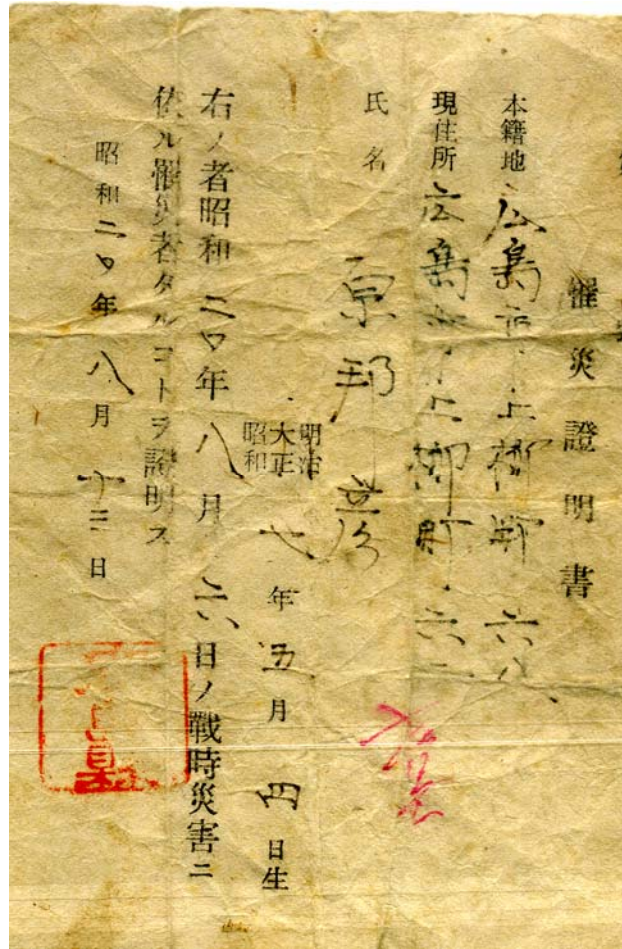 罹災證明書
本籍地 広島市上柳町 六八
現住所 広島市上柳町 六二
氏名 原邦
明治
大正
昭和
七年五月四日生
右ノ者昭和二〇年八月六日ノ戰時災害ニ
依ル罹災者タルコトヲ證明ス
昭和二〇年八月 日